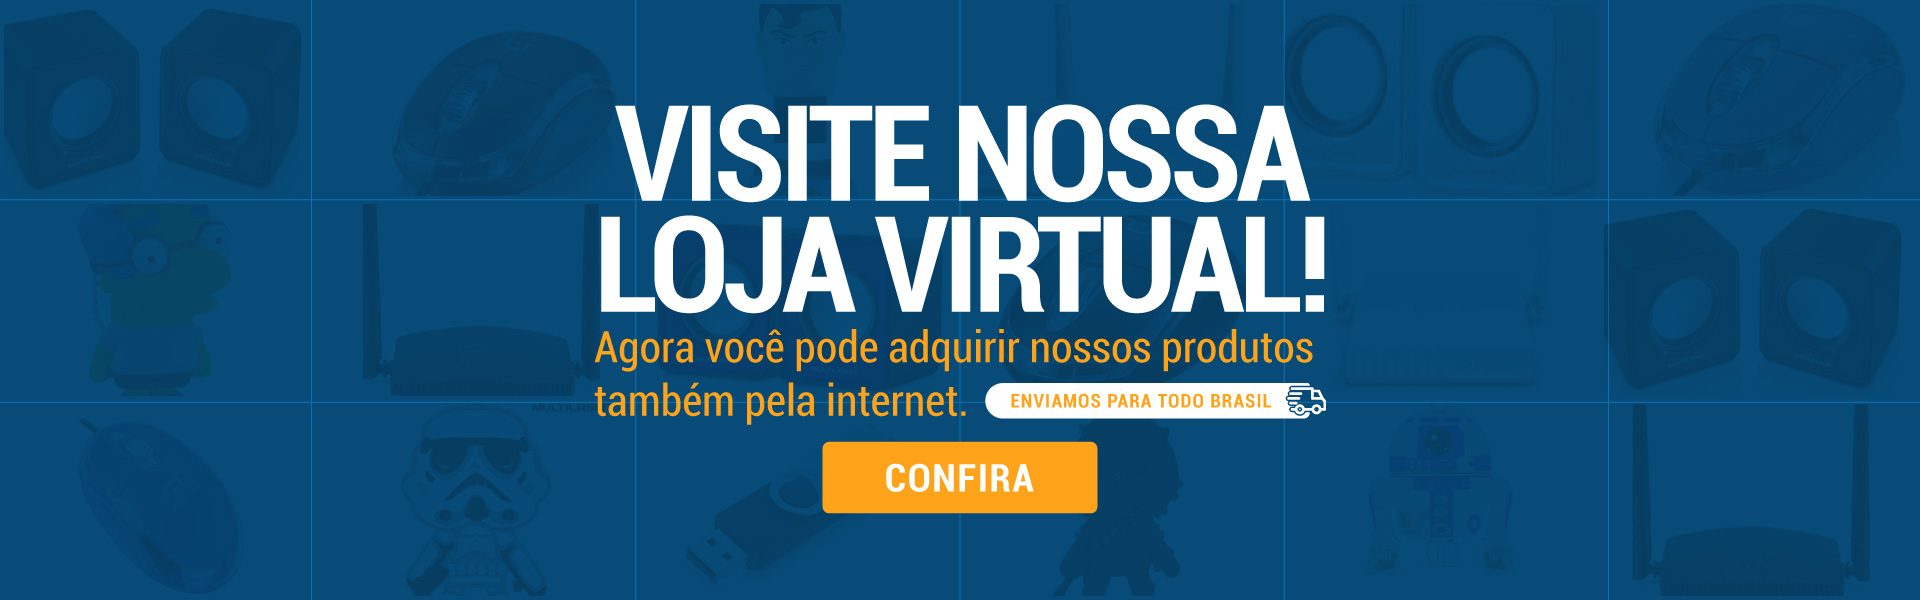 VISITE NOSSA
LOJA VIRTUAL!
Agora você pode adquirir nossos produtos
também pela internet.
ENVIAMOS PARA TODO BRASIL
CONFIRA